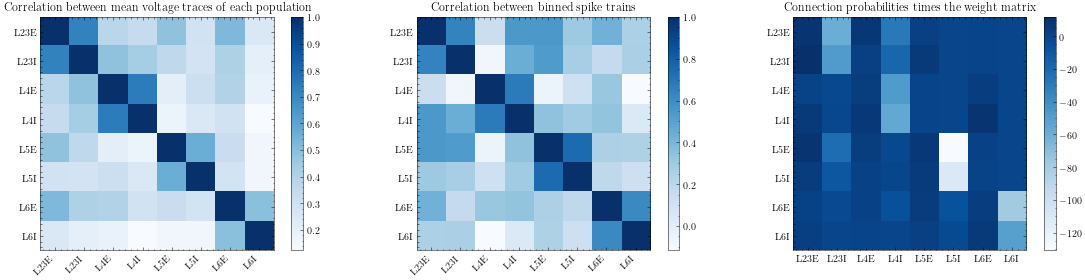 Correlation between mean voltage traces of each population
L23E
L23I
L4E
L4I
L5E
L5I
L6E
L6I
L23E L23I L4E L4I L5E L5I L6E L6I
1.0
0.9
0.8
0.7
0.6
0.5
0.4
0.3
0.2
Correlation between binned spike trains
L23E
L23I
L4E
L4I
L5E
L5I
L6E
L6I
L23E L23I L4E L4I L5E L5I L6E L6I
1.0
0.8
0.6
0.4
0.2
0.0
Connection probabilities times the weight matrix
L23E
L23I
L4E
L4I
L5E
L5I
L6E
L6I
L23E L23I L4E L4I L5E L5I L6E L6I
0
−20
−40
−60
−80
−100
−120